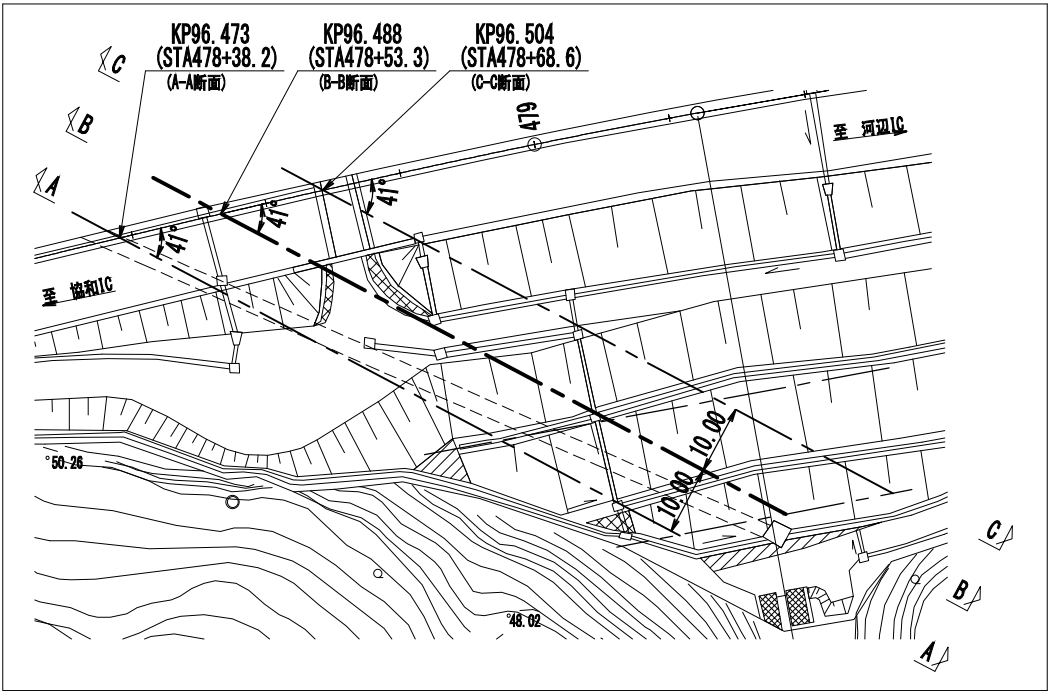 KP96.473
(STA478+38.2)
(A-A断面)
KP96.488
(STA478+53.3)
(B-B断面)
KP96.504
(STA478+68.6)
(C-C断面)
C
B
A
479
至 河辺IC
41°
41°
41°
至 協和IC
10.00
10.00
°50.26
°48.02
C
B
A